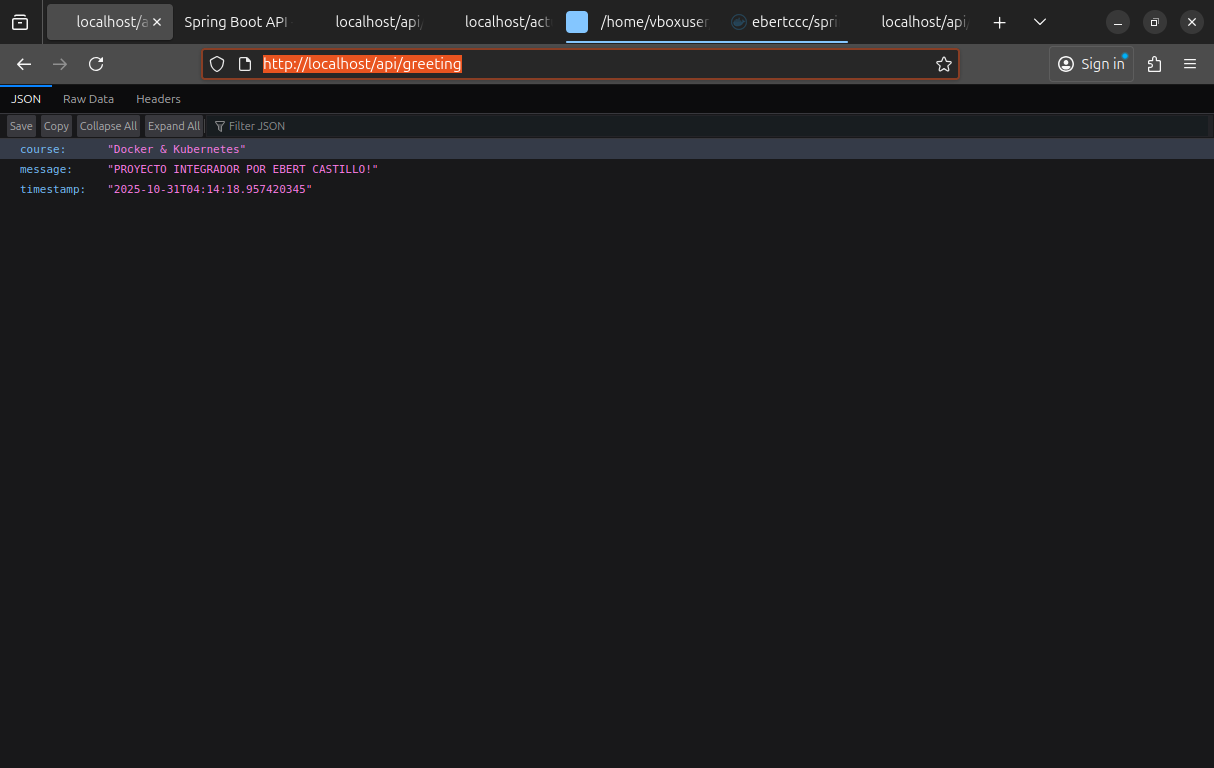 localhost/a
Spring Boot API
localhost/api/
localhost/act
/home/vboxuser
ebertccc/spri
localhost/api/
http://localhost/api/greeting
Sign in
JSON Raw Data Headers
Save Copy Collapse All Expand All Filter JSON
course: "Docker & Kubernetes"
message: "PROYECTO INTEGRADOR POR EBERT CASTILLO!"
timestamp: "2025-10-31T04:14:18.957420345"